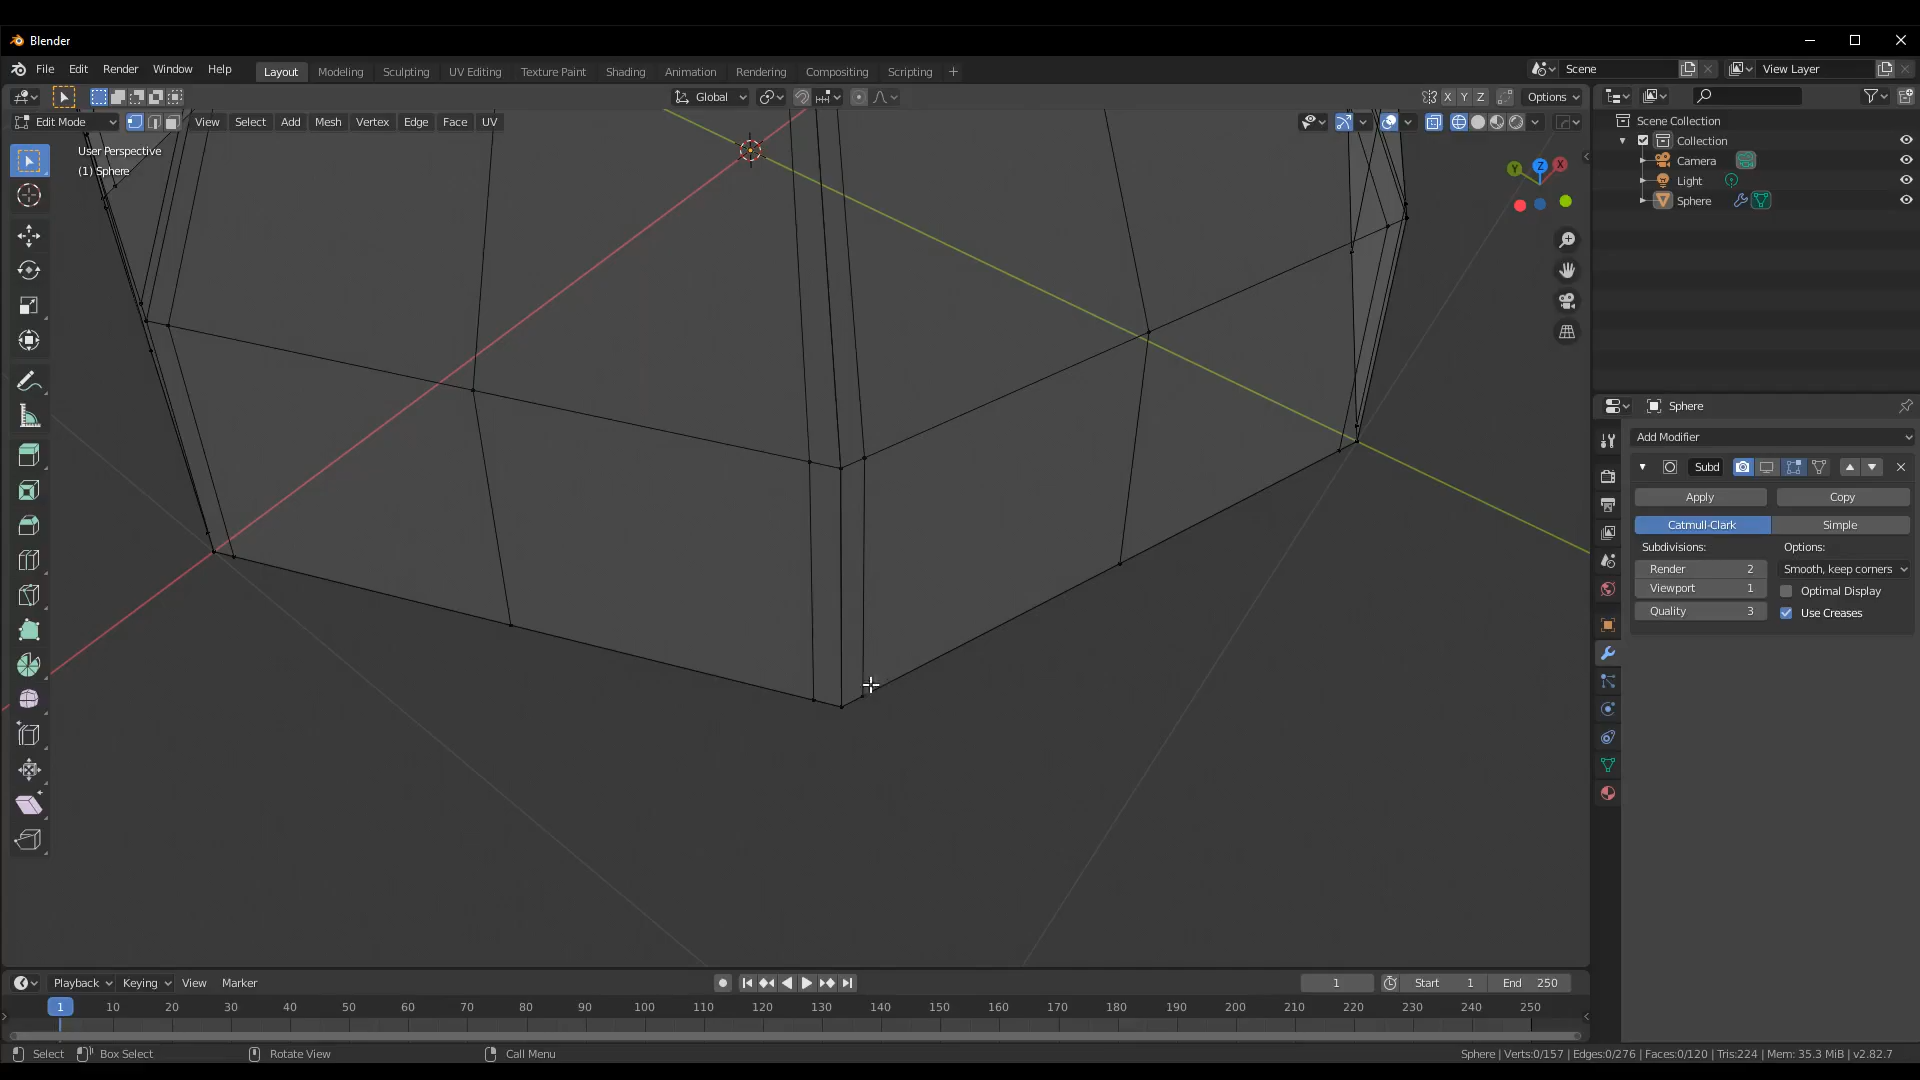 Blender
File Edit Render Window Help Layout Modeling Sculpting UV Editing Texture Paint Shading Animation Rendering Compositing Scripting + Scene View Layer
Global Options
X Y Z
Edit Mode View Select Add Mesh Vertex Edge Face UV
User Perspective
(1) Sphere
Z X Y
Scene Collection
Collection
Camera
Light
Sphere
Sphere
Add Modifier
Subd
Apply Copy
Catmull-Clark Simple
Subdivisions: Options:
Render 2 Smooth, keep corners
Viewport 1 Optimal Display
Quality 3 Use Creases
Playback Keying View Marker 1 Start 1 End 250
1 10 20 30 40 50 60 70 80 90 100 110 120 130 140 150 160 170 180 190 200 210 220 230 240 250
Select Box Select Rotate View Call Menu Sphere | Verts:0/157 | Edges:0/276 | Faces:0/120 | Tris:224 | Mem: 35.3 MiB | v2.82.7